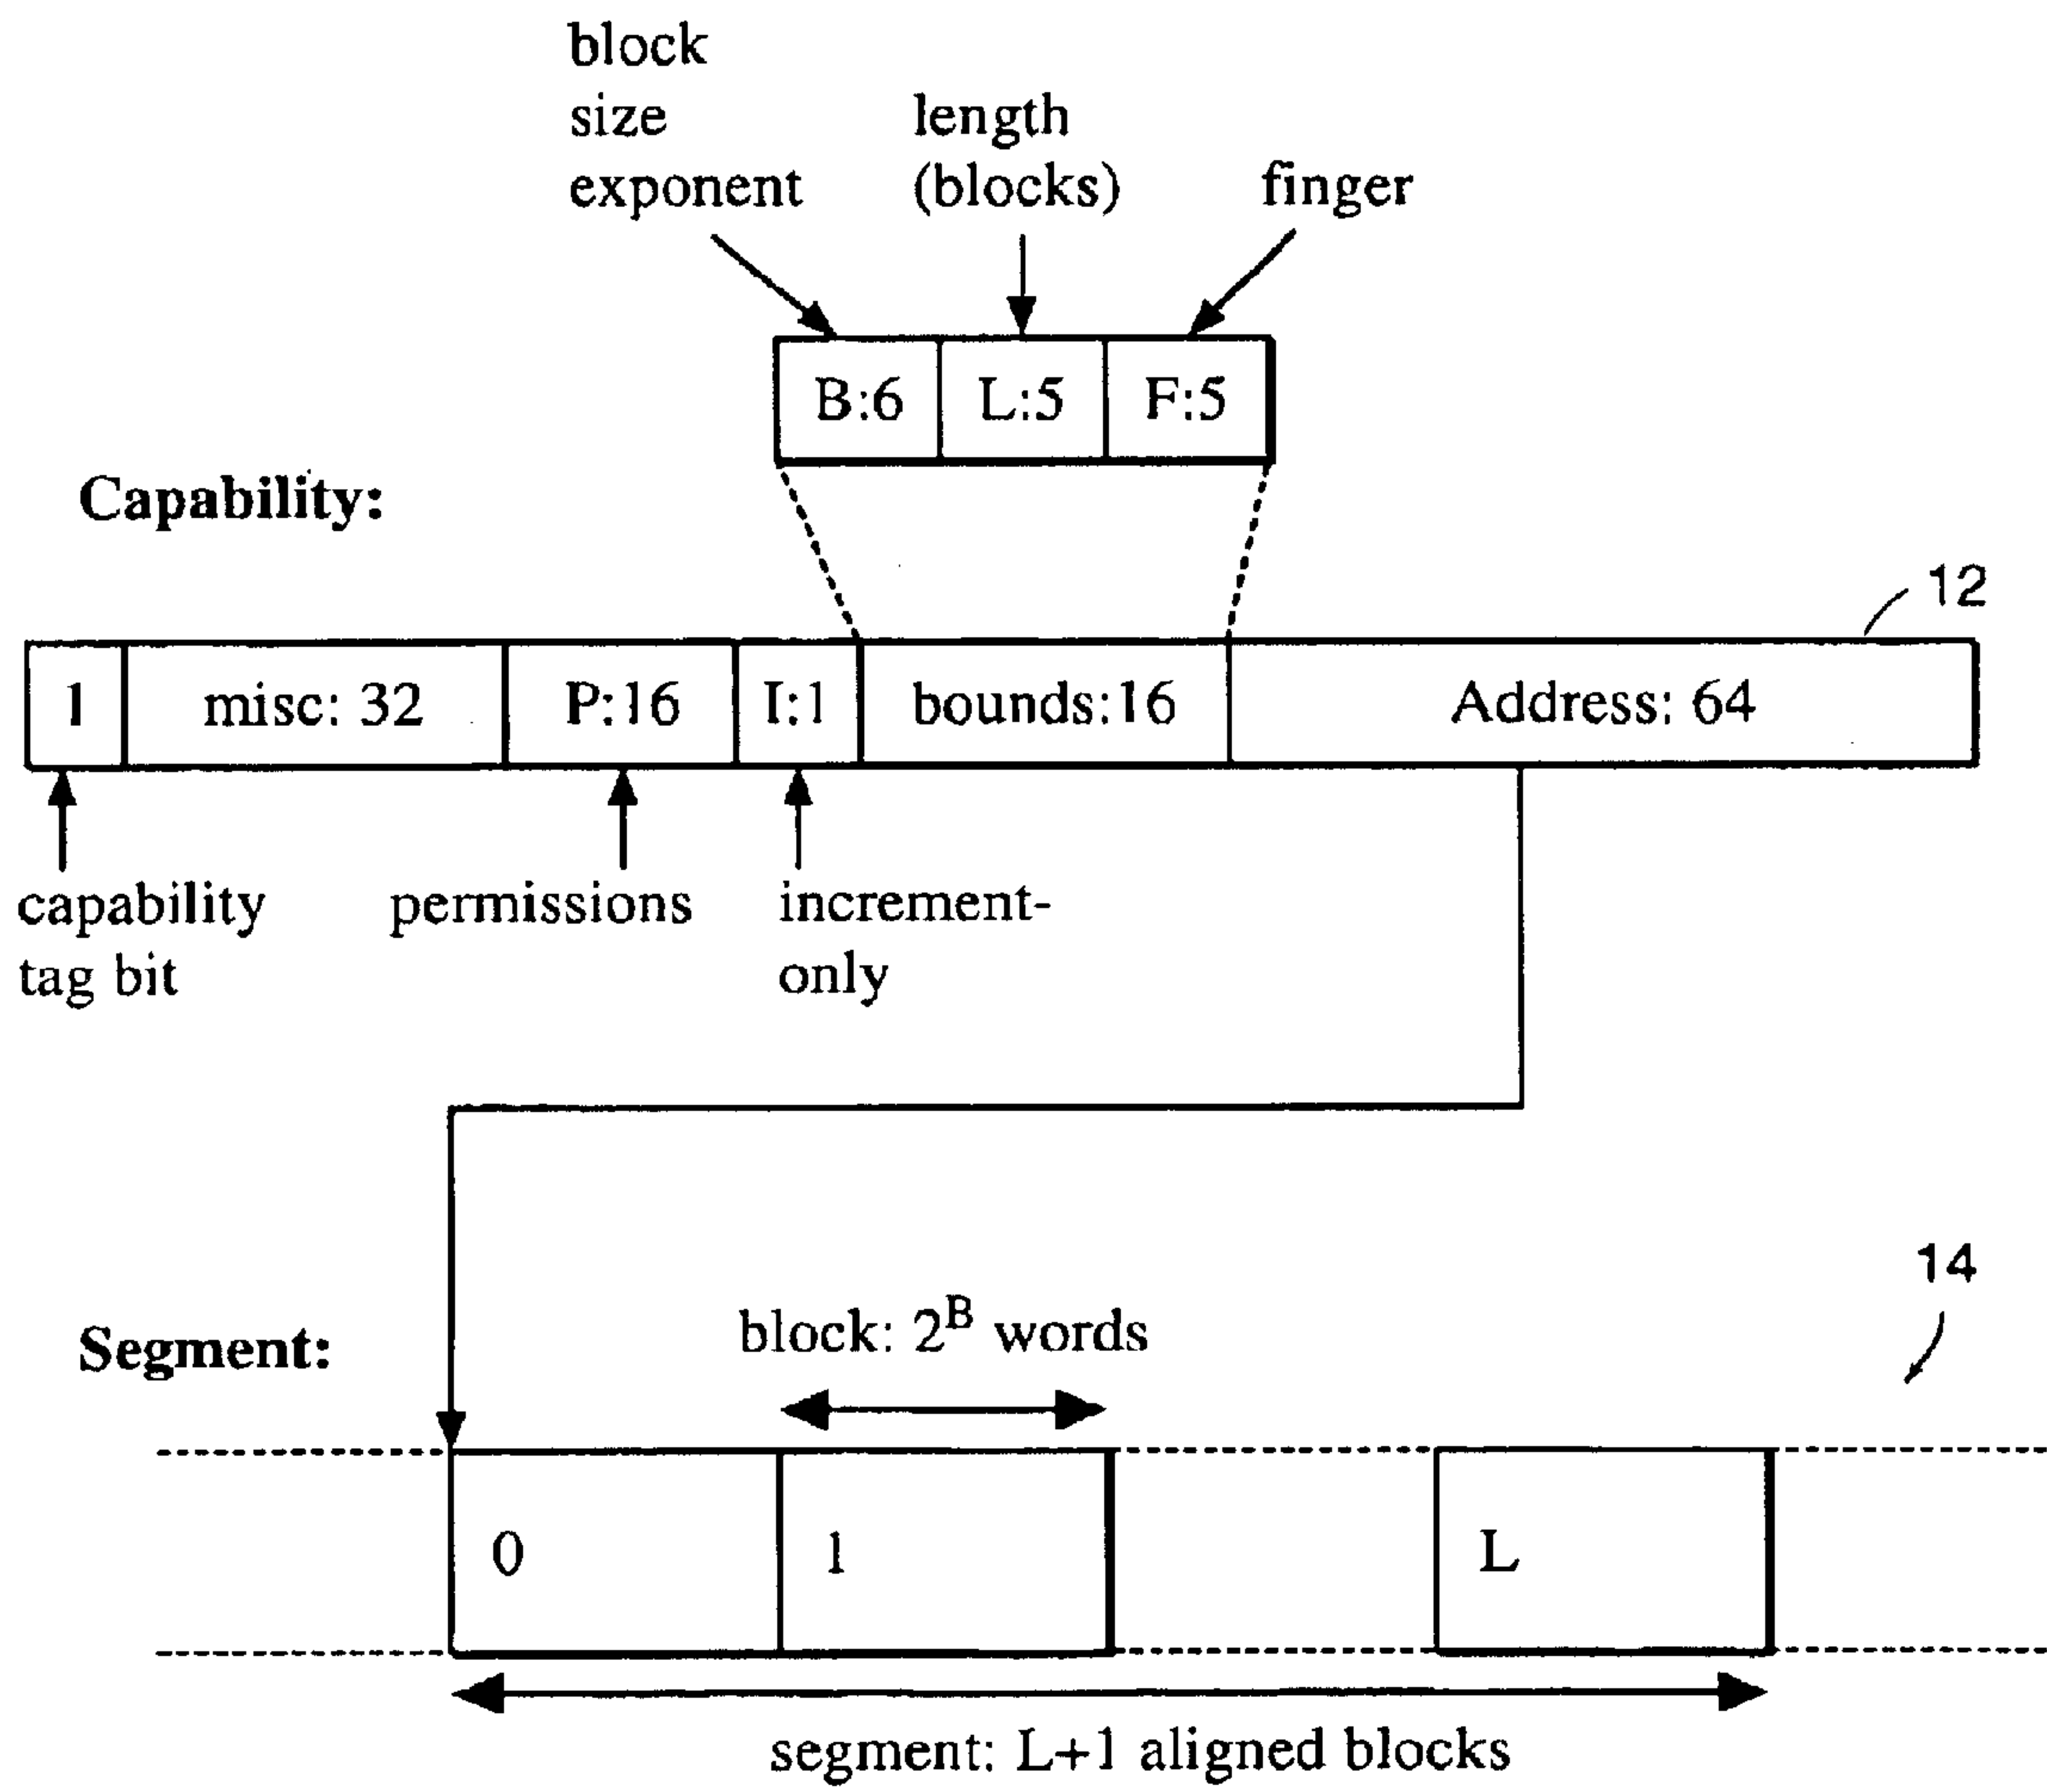 block
size
exponent
length
(blocks)
finger
B:6 L:5 F:5
Capability:
12
1 misc: 32 P:16 I:1 bounds:16 Address: 64
capability
tag bit
permissions
increment-
only
14
Segment:
block: 2^B words
0 1 L
segment: L+1 aligned blocks